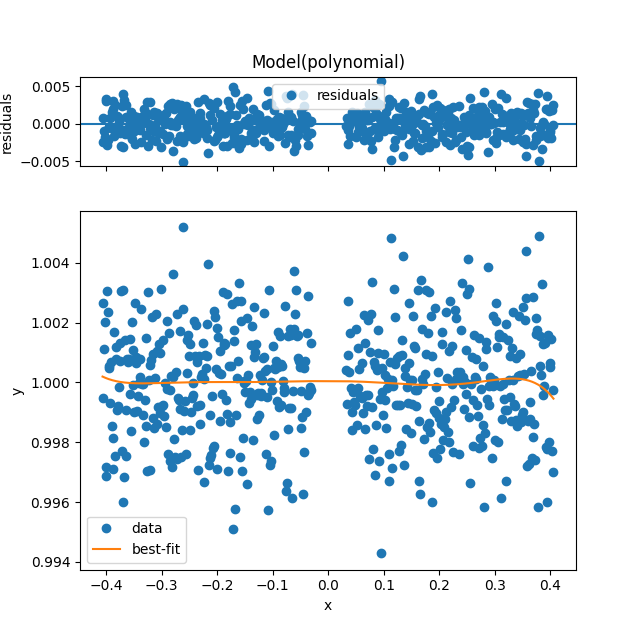 Model(polynomial)
0.005
0.000
−0.005
residuals
residuals
1.004
1.002
1.000
0.998
0.996
0.994
y
data
best-fit
−0.4 −0.3 −0.2 −0.1 0.0 0.1 0.2 0.3 0.4
x